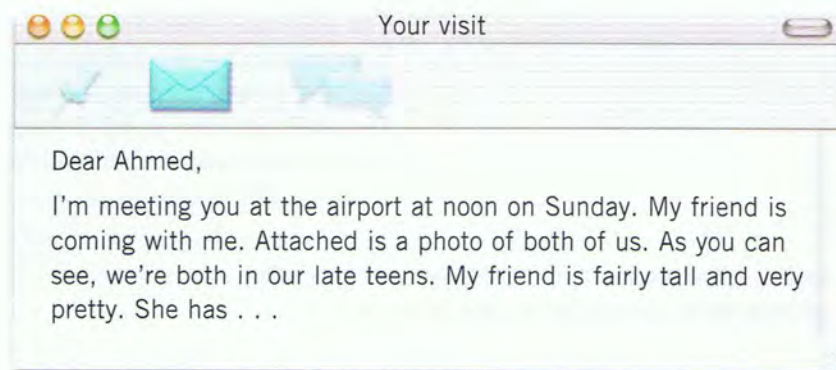 Your visit
Dear Ahmed,
I'm meeting you at the airport at noon on Sunday. My friend is
coming with me. Attached is a photo of both of us. As you can
see, we're both in our late teens. My friend is fairly tall and very
pretty. She has . . .